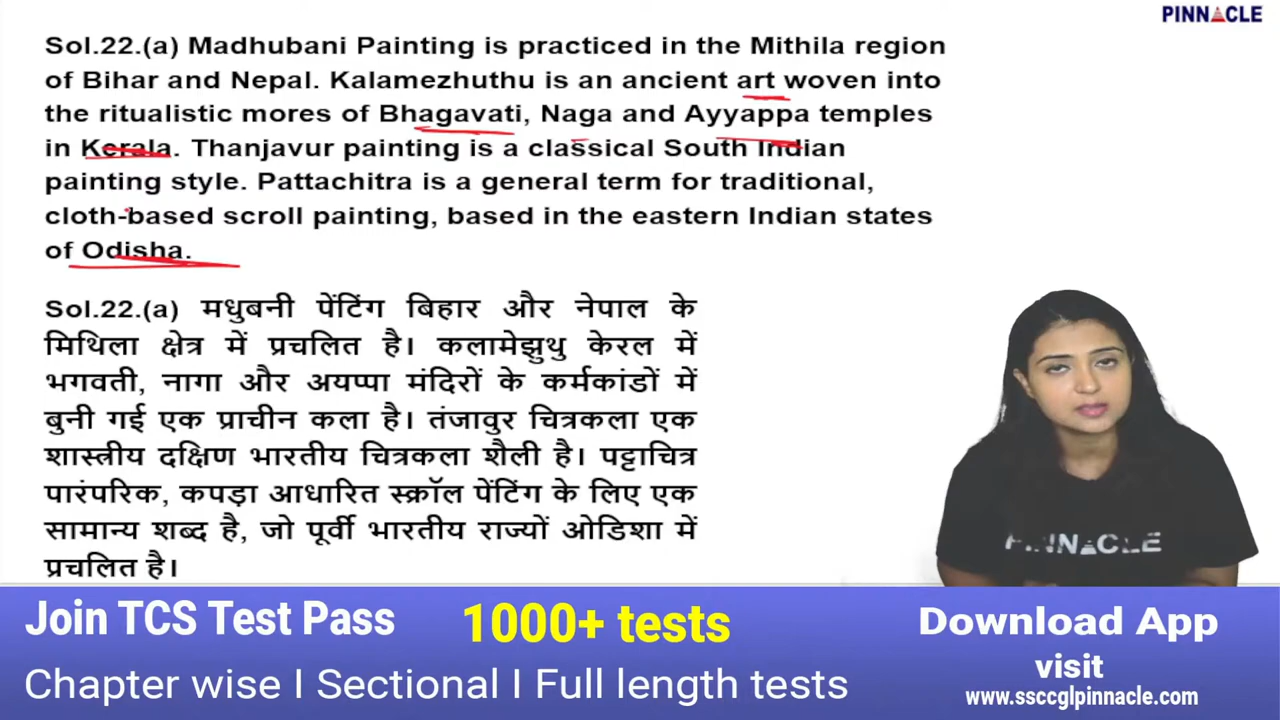 PINNACLE
Sol.22.(a) Madhubani Painting is practiced in the Mithila region
of Bihar and Nepal. Kalamezhuthu is an ancient art woven into
the ritualistic mores of Bhagavati, Naga and Ayyappa temples
in Kerala. Thanjavur painting is a classical South Indian
painting style. Pattachitra is a general term for traditional,
cloth-based scroll painting, based in the eastern Indian states
of Odisha.
Sol.22.(a) मधुबनी पेंटिंग बिहार और नेपाल के
मिथिला क्षेत्र में प्रचलित है। कलामेझुथु केरल में
भगवती, नागा और अयप्पा मंदिरों के कर्मकांडों में
बुनी गई एक प्राचीन कला है। तंजावुर चित्रकला एक
शास्त्रीय दक्षिण भारतीय चित्रकला शैली है। पट्टाचित्र
पारंपरिक, कपड़ा आधारित स्क्रॉल पेंटिंग के लिए एक
सामान्य शब्द है, जो पूर्वी भारतीय राज्यों ओडिशा में
प्रचलित है।
PINNACLE
Join TCS Test Pass
1000+ tests
Chapter wise I Sectional I Full length tests
Download App
visit
www.ssccglpinnacle.com